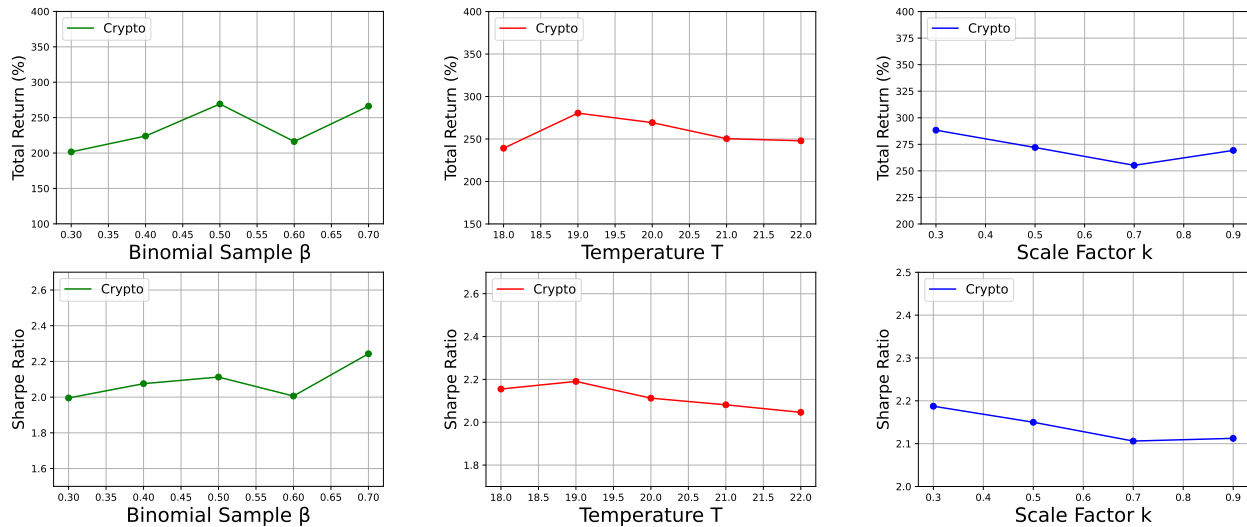 Crypto
Total Return (%)
400
350
300
250
200
150
100
0.30 0.35 0.40 0.45 0.50 0.55 0.60 0.65 0.70
Binomial Sample β
Crypto
Total Return (%)
400
350
300
250
200
150
18.0 18.5 19.0 19.5 20.0 20.5 21.0 21.5 22.0
Temperature T
Crypto
Total Return (%)
400
375
350
325
300
275
250
225
200
0.3 0.4 0.5 0.6 0.7 0.8 0.9
Scale Factor k
Crypto
Sharpe Ratio
2.6
2.4
2.2
2.0
1.8
1.6
0.30 0.35 0.40 0.45 0.50 0.55 0.60 0.65 0.70
Binomial Sample β
Crypto
Sharpe Ratio
2.6
2.4
2.2
2.0
1.8
18.0 18.5 19.0 19.5 20.0 20.5 21.0 21.5 22.0
Temperature T
Crypto
Sharpe Ratio
2.5
2.4
2.3
2.2
2.1
2.0
0.3 0.4 0.5 0.6 0.7 0.8 0.9
Scale Factor k